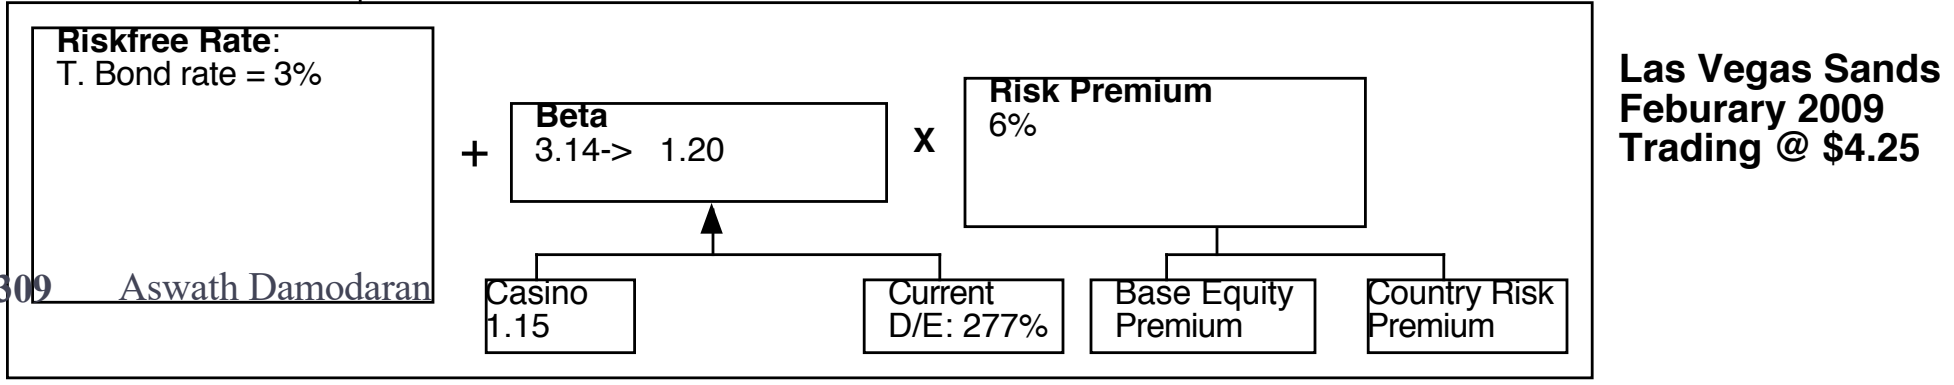 Riskfree Rate:
T. Bond rate = 3%
+
Beta
3.14-> 1.20
X
Risk Premium
6%
Las Vegas Sands
Feburary 2009
Trading @ $4.25
309 Aswath Damodaran
Casino
1.15
Current
D/E: 277%
Base Equity
Premium
Country Risk
Premium